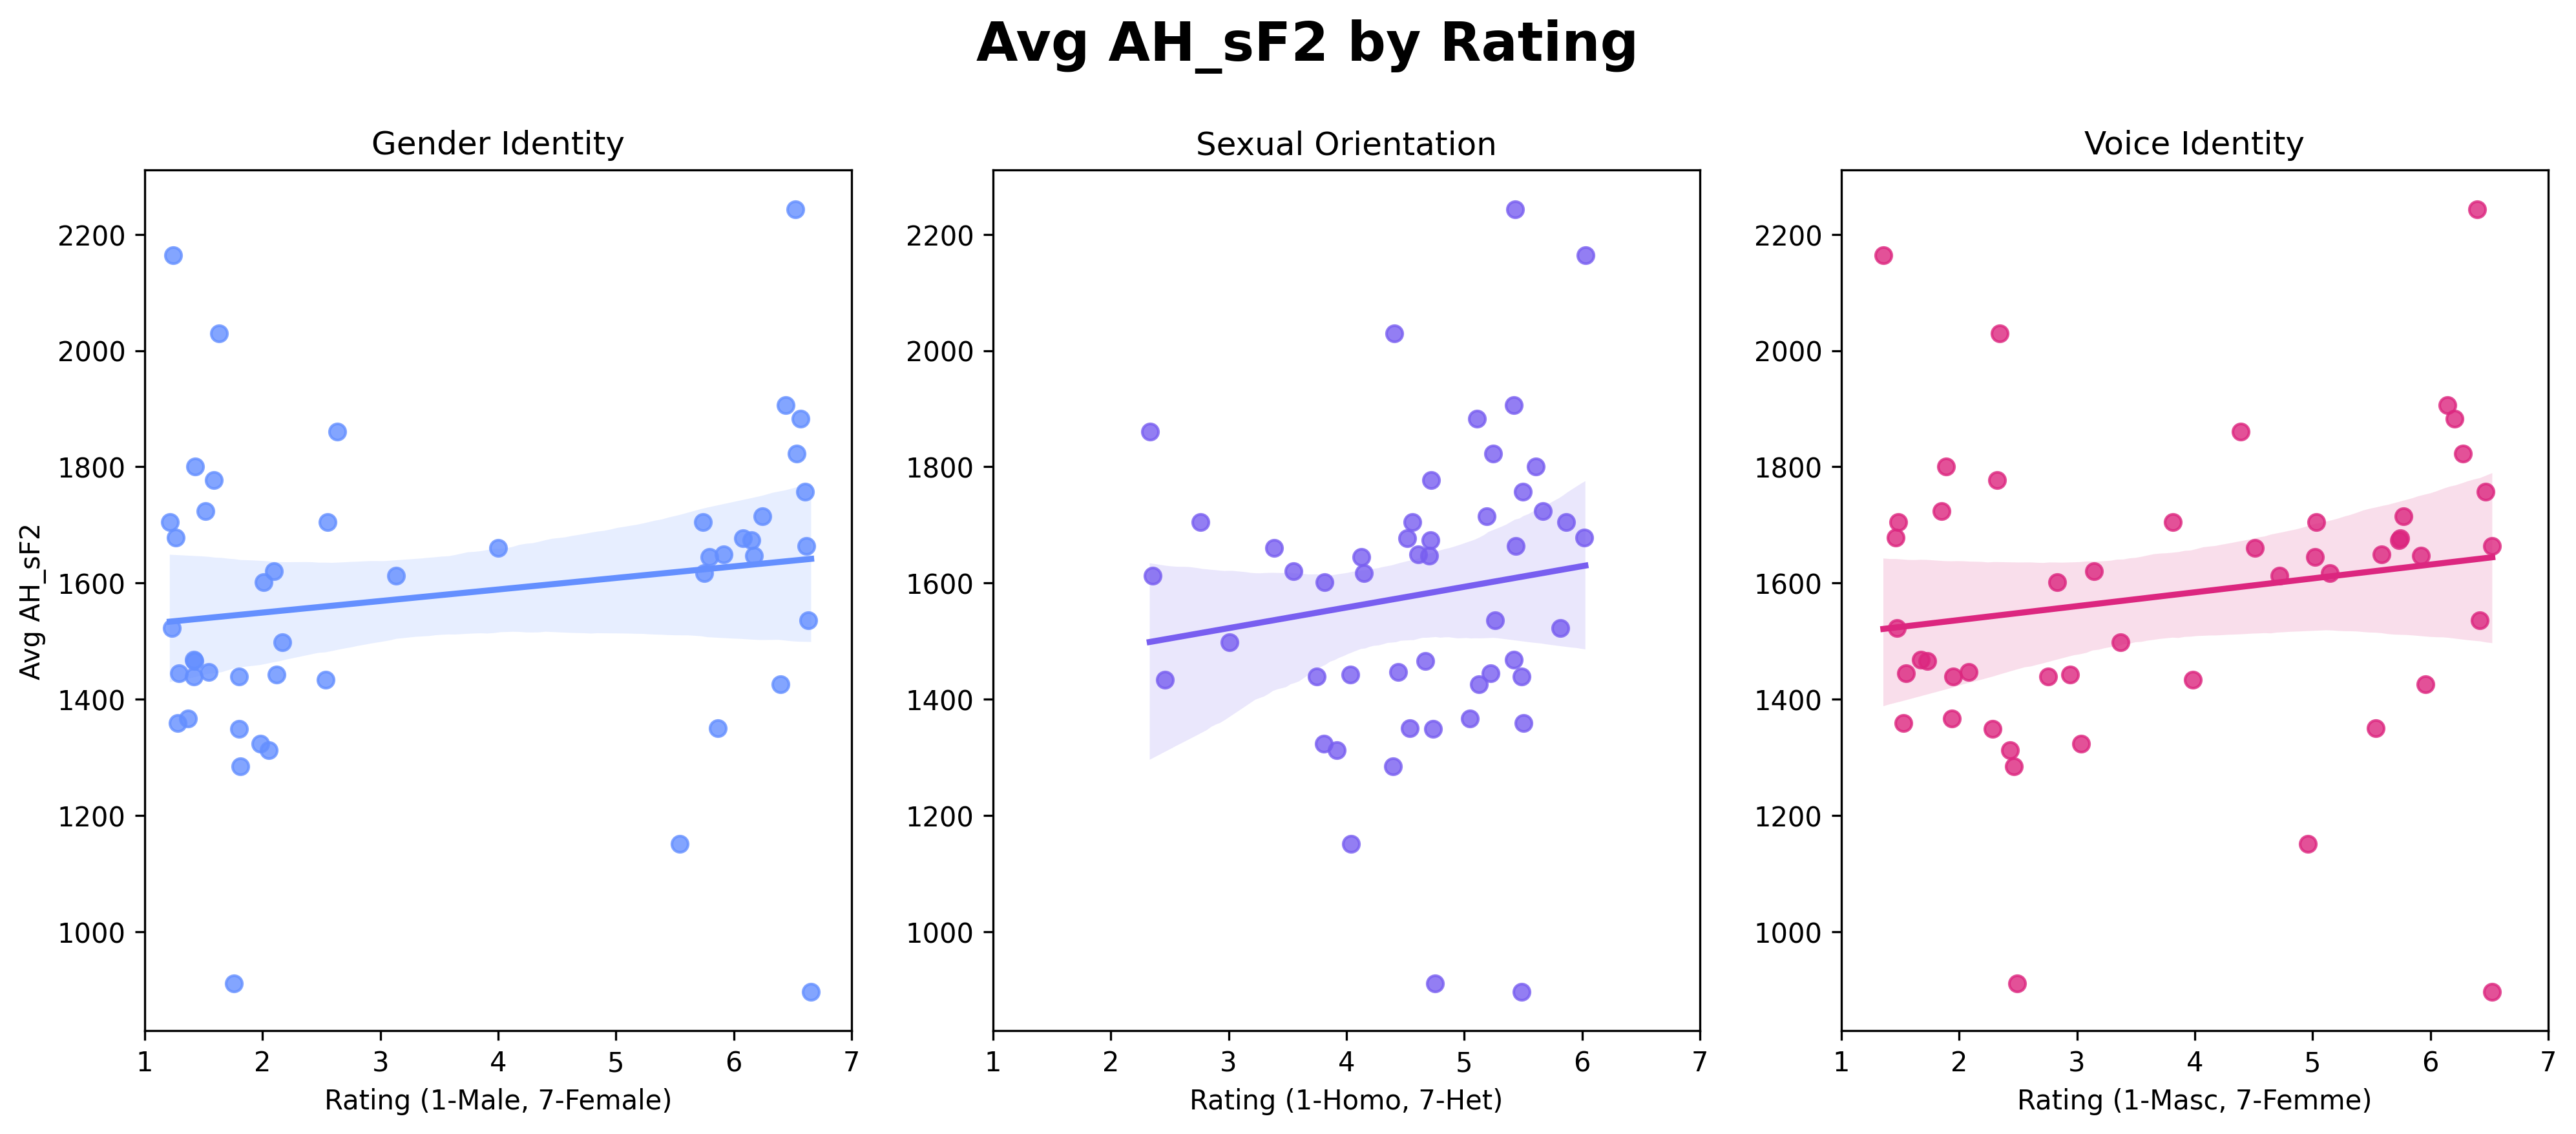 Avg AH_sF2 by Rating
Gender Identity
Sexual Orientation
Voice Identity
Avg AH_sF2
2200
2000
1800
1600
1400
1200
1000
1 2 3 4 5 6 7
Rating (1-Male, 7-Female)
2200
2000
1800
1600
1400
1200
1000
1 2 3 4 5 6 7
Rating (1-Homo, 7-Het)
2200
2000
1800
1600
1400
1200
1000
1 2 3 4 5 6 7
Rating (1-Masc, 7-Femme)